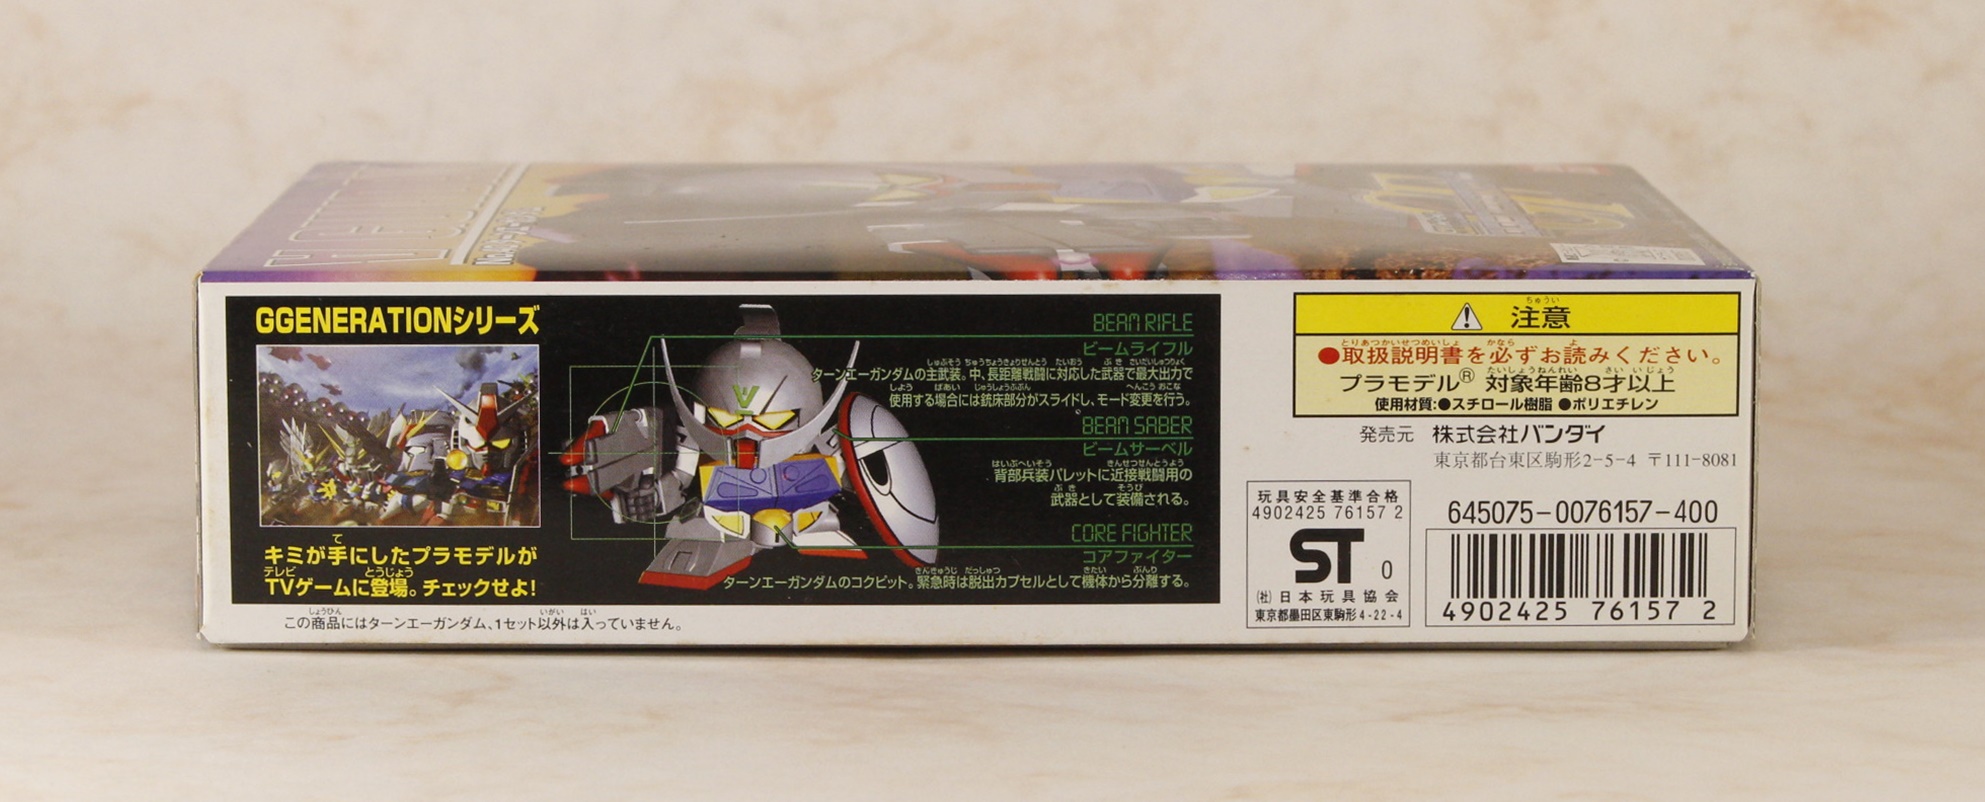 GGENERATIONシリーズ
キミが手にしたプラモデルが
TVゲームに登場。チェックせよ!
この商品にはターンエーガンダム、1セット以外は入っていません。
BEAM RIFLE
ビームライフル
ターンエーガンダムの主武装。中、長距離戦闘に対応した武器で最大出力で
使用する場合には銃床部分がスライドし、モード変更を行う。
BEAM SABER
ビームサーベル
背部兵装パレットに近接戦闘用の
武器として装備される。
CORE FIGHTER
コアファイター
ターンエーガンダムのコクピット。緊急時は脱出カプセルとして機体から分離する。
注意
●取扱説明書を必ずお読みください。
プラモデル® 対象年齢8才以上
使用材質:●スチロール樹脂 ●ポリエチレン
発売元 株式会社バンダイ
東京都台東区駒形2-5-4 〒111-8081
玩具安全基準合格
4902425 76157 2
ST 0
(社)日本玩具協会
東京都墨田区東駒形4-22-4
645075-0076157-400
4902425 76157 2